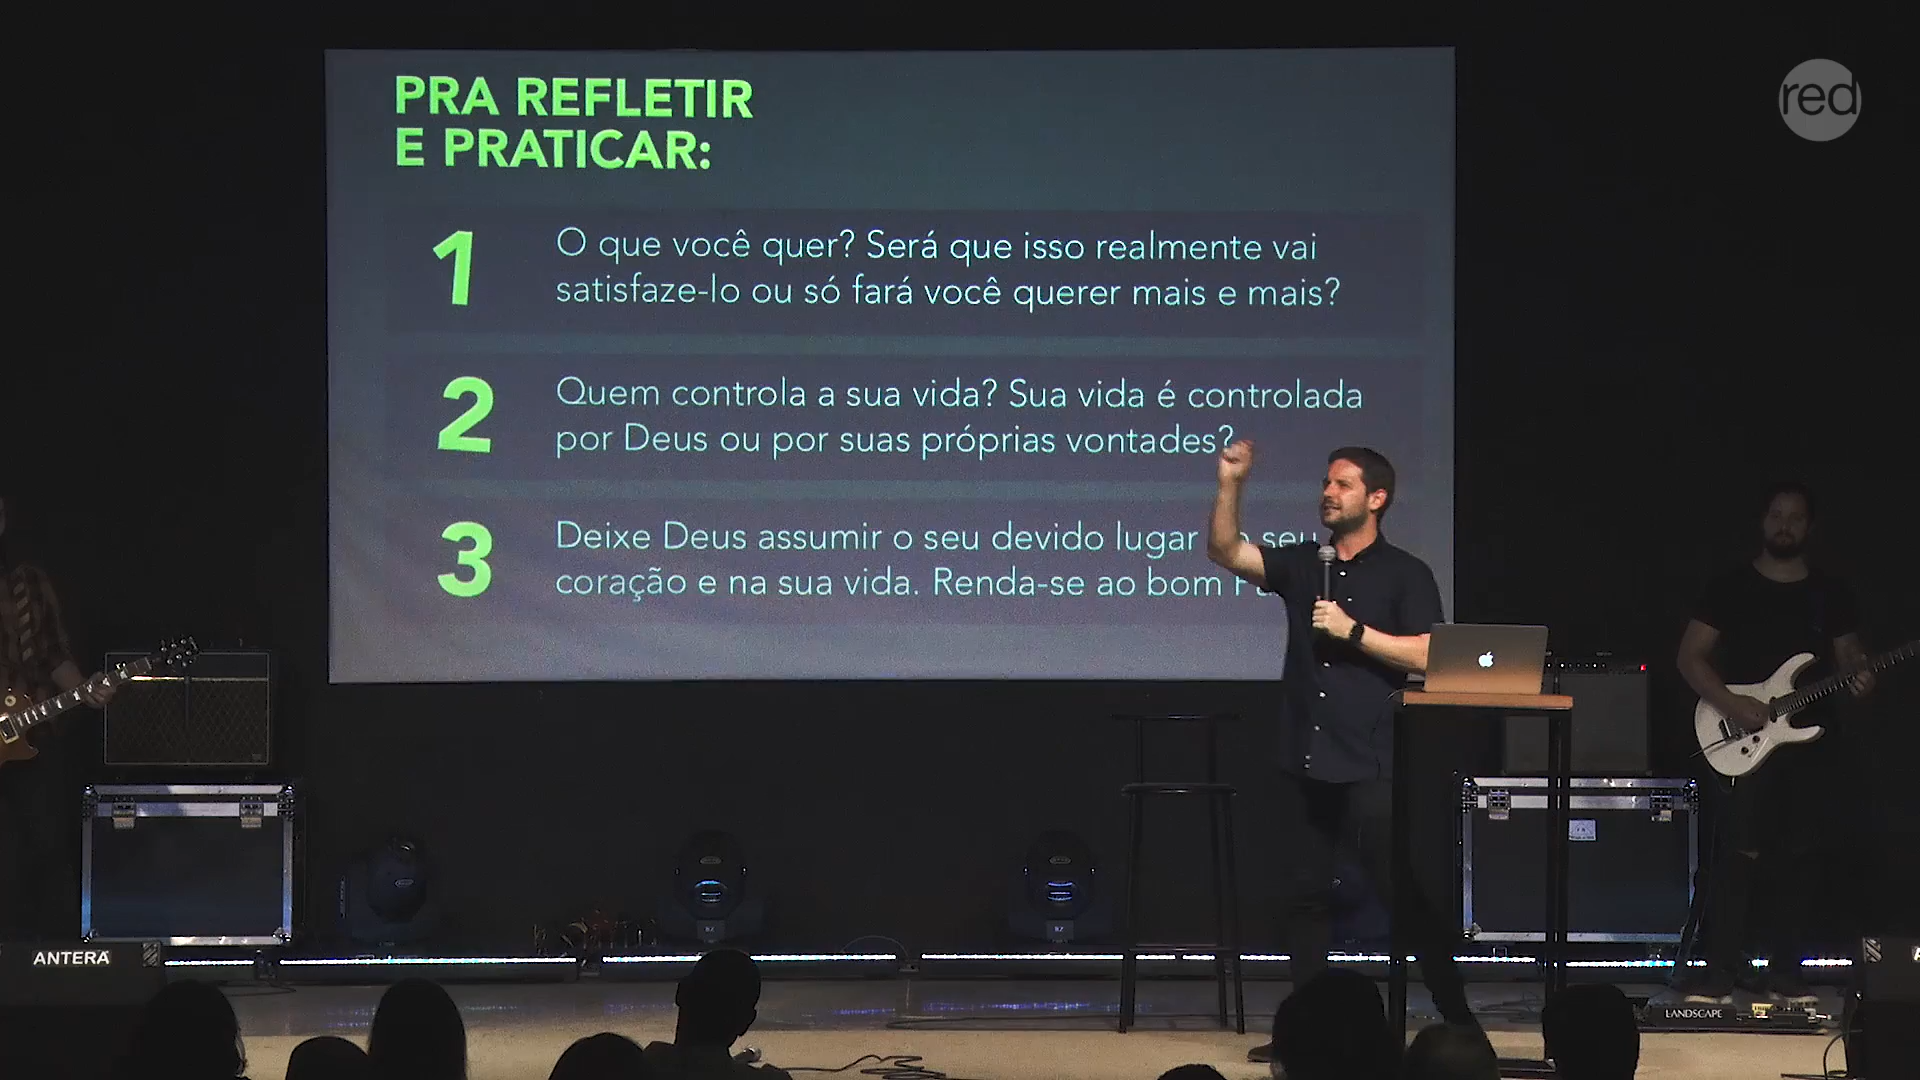 red
PRA REFLETIR
E PRATICAR:
1
O que você quer? Será que isso realmente vai
satisfaze-lo ou só fará você querer mais e mais?
2
Quem controla a sua vida? Sua vida é controlada
por Deus ou por suas próprias vontades?
3
Deixe Deus assumir o seu devido lugar seu
coração e na sua vida. Renda-se ao bom
ANTERA
LANDSCAPE